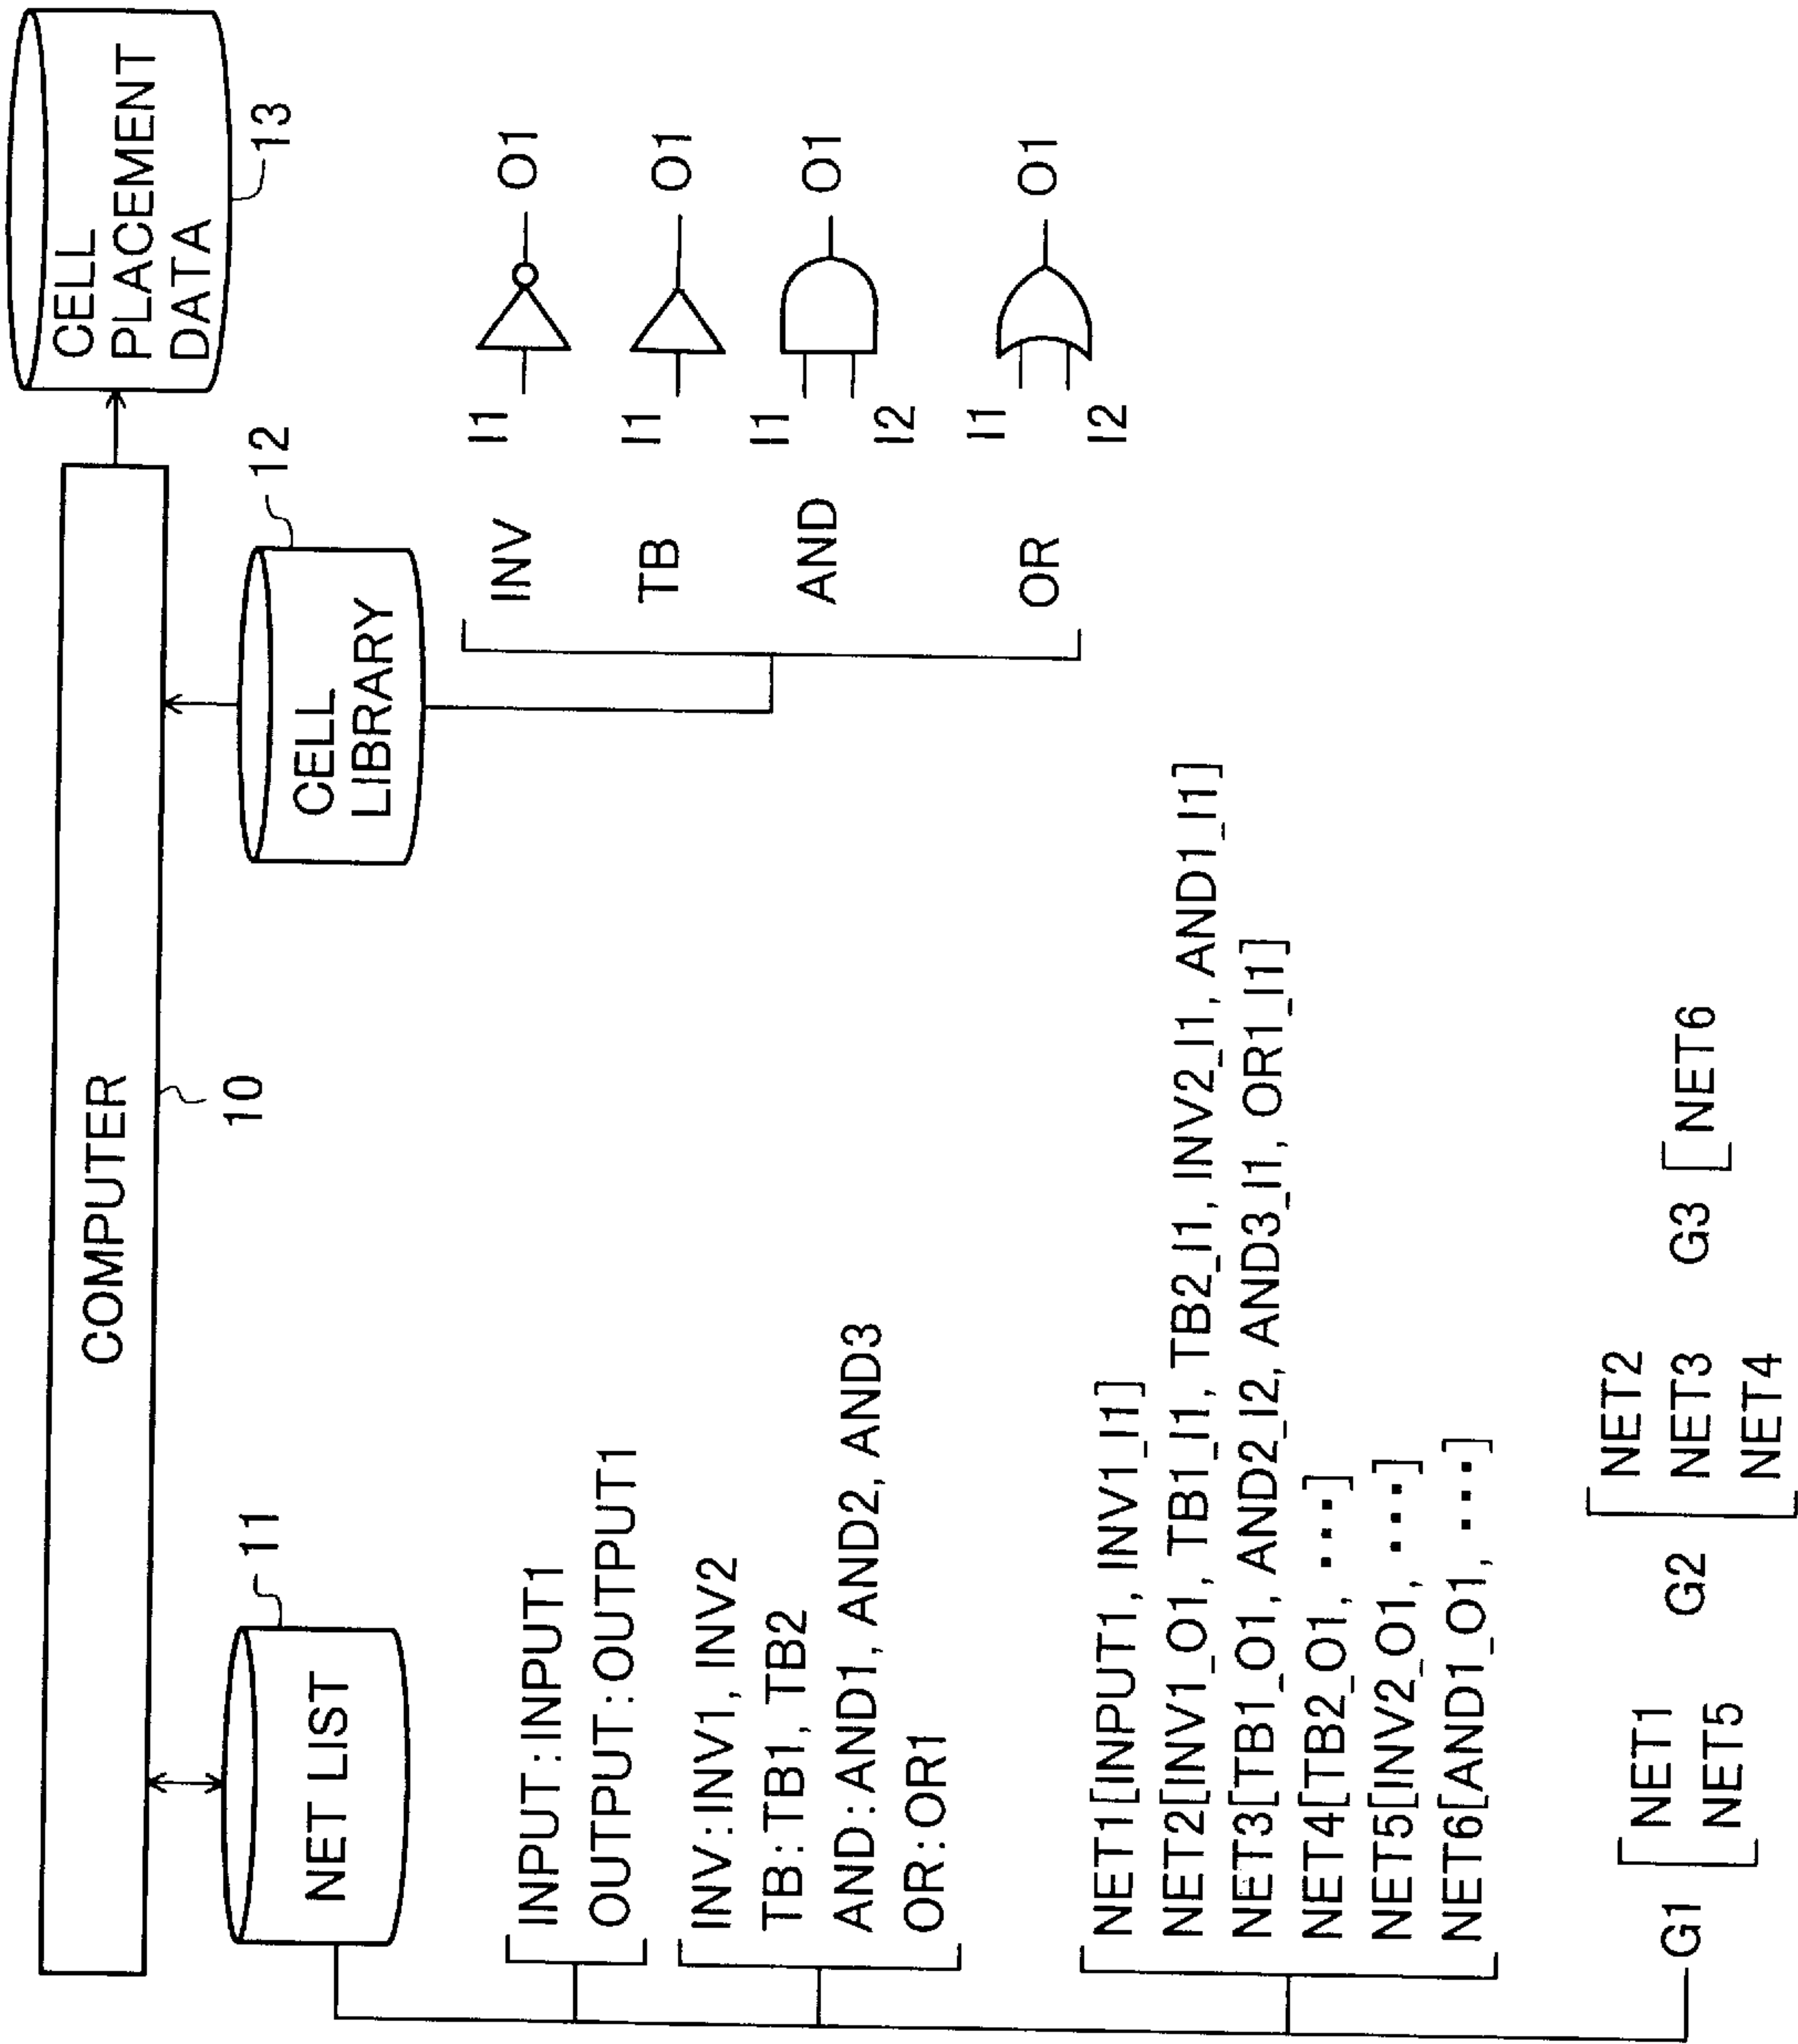 COMPUTER
10
NET LIST
11
CELL
LIBRARY
12
CELL
PLACEMENT
DATA
13
INPUT:INPUT1
OUTPUT:OUTPUT1
INV:INV1, INV2
TB:TB1, TB2
AND:AND1, AND2, AND3
OR:OR1
NET1[INPUT1, INV1_I1]
NET2[INV1_O1, TB1_I1, TB2_I1, INV2_I1, AND1_I1]
NET3[TB1_O1, AND2_I2, AND3_I1, OR1_I1]
NET4[TB2_O1, ···]
NET5[INV2_O1, ···]
NET6[AND1_O1, ···]
G1 [NET1
NET5
G2 [NET2
NET3
NET4
G3 [NET6
INV I1 O1
TB I1 O1
AND I1 I2 O1
OR I1 I2 O1